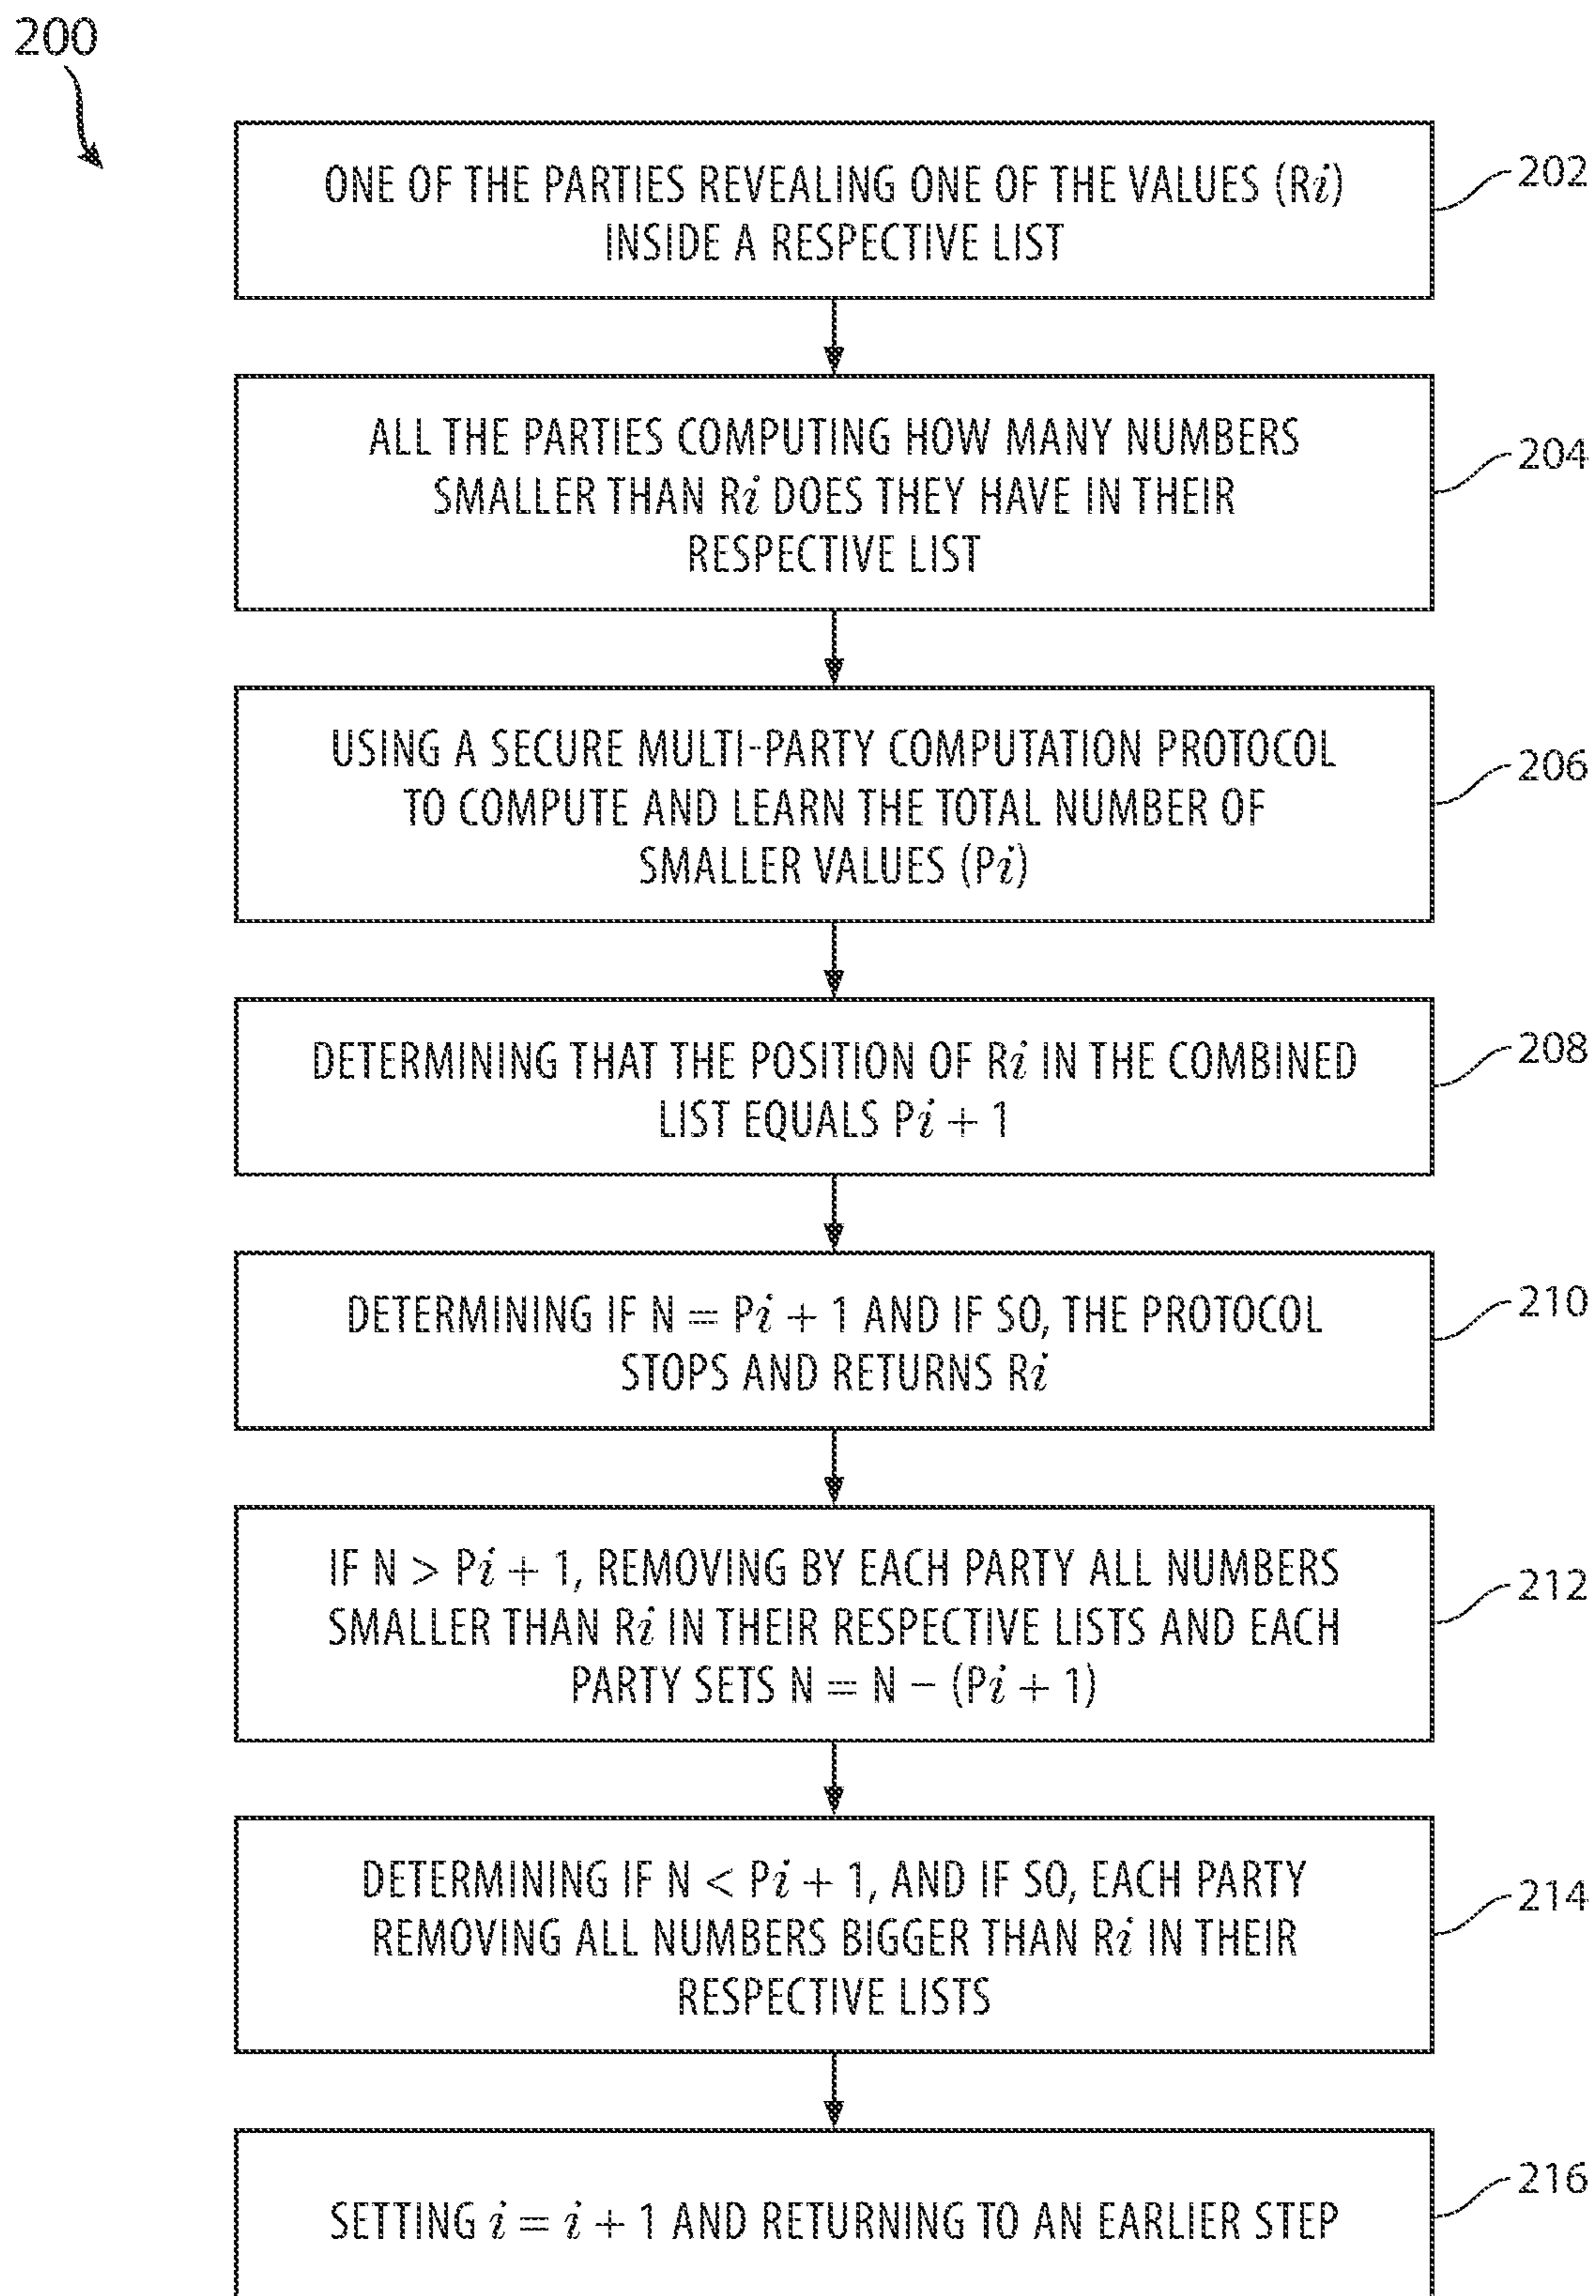 200
ONE OF THE PARTIES REVEALING ONE OF THE VALUES (Ri)
INSIDE A RESPECTIVE LIST
202
ALL THE PARTIES COMPUTING HOW MANY NUMBERS
SMALLER THAN Ri DOES THEY HAVE IN THEIR
RESPECTIVE LIST
204
USING A SECURE MULTI-PARTY COMPUTATION PROTOCOL
TO COMPUTE AND LEARN THE TOTAL NUMBER OF
SMALLER VALUES (Pi)
206
DETERMINING THAT THE POSITION OF Ri IN THE COMBINED
LIST EQUALS Pi + 1
208
DETERMINING IF N = Pi + 1 AND IF SO, THE PROTOCOL
STOPS AND RETURNS Ri
210
IF N > Pi + 1, REMOVING BY EACH PARTY ALL NUMBERS
SMALLER THAN Ri IN THEIR RESPECTIVE LISTS AND EACH
PARTY SETS N = N − (Pi + 1)
212
DETERMINING IF N < Pi + 1, AND IF SO, EACH PARTY
REMOVING ALL NUMBERS BIGGER THAN Ri IN THEIR
RESPECTIVE LISTS
214
SETTING i = i + 1 AND RETURNING TO AN EARLIER STEP
216